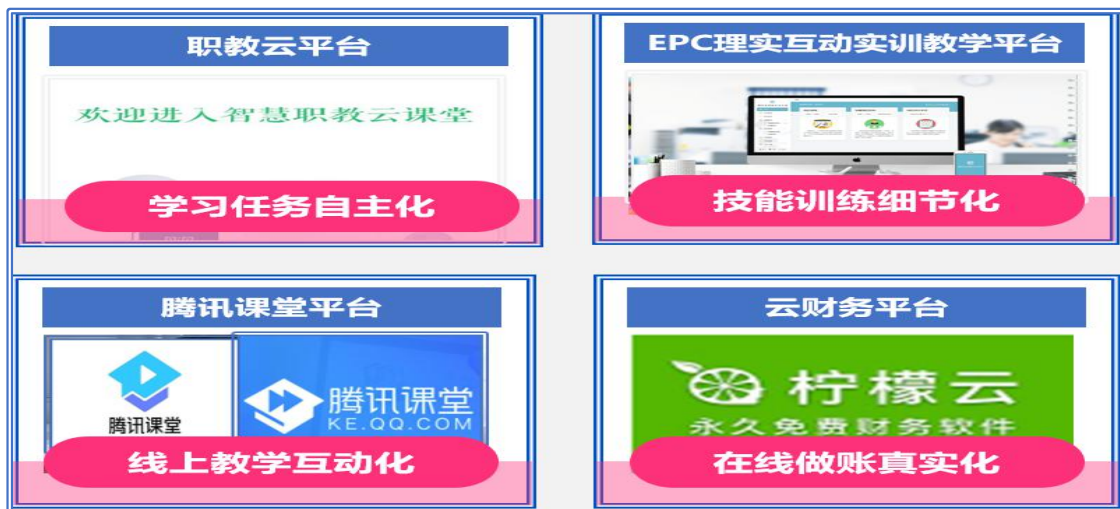 职教云平台
欢迎进入智慧职教云课堂
学习任务自主化
EPC理实互动实训教学平台
技能训练细节化
腾讯课堂平台
腾讯课堂
腾讯课堂
KE.QQ.COM
线上教学互动化
云财务平台
柠檬云
永久免费财务软件
在线做账真实化